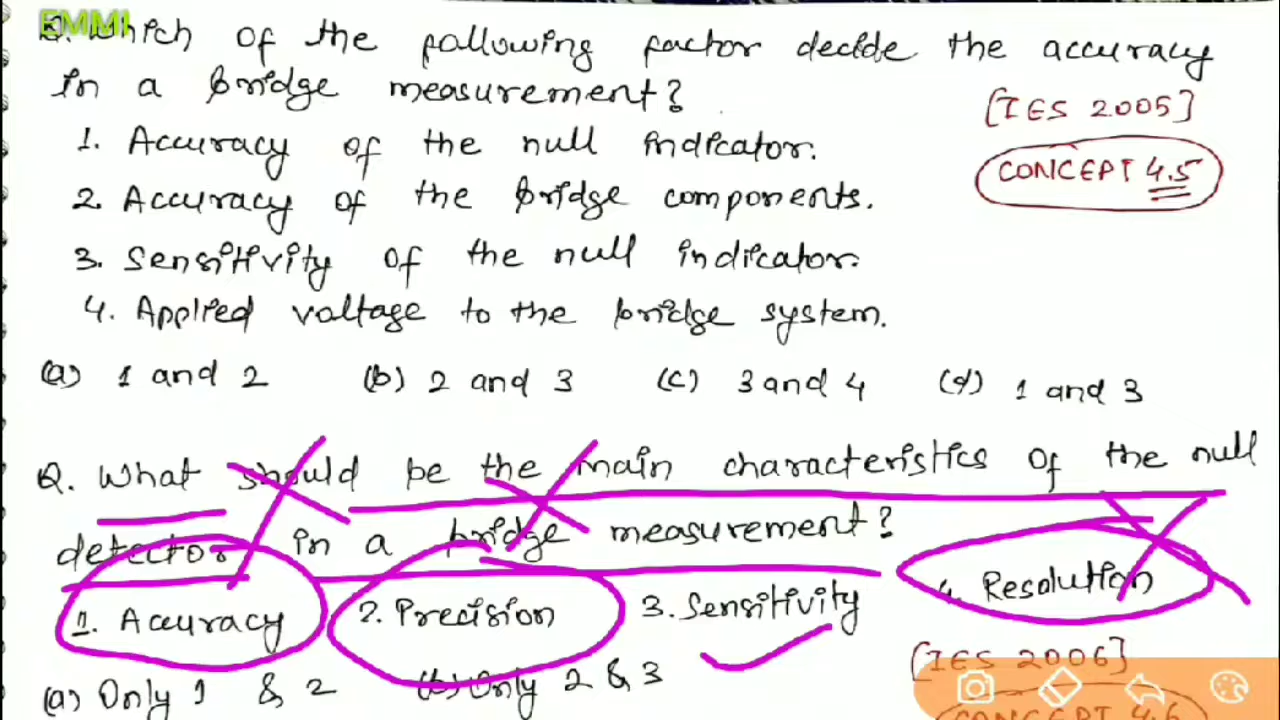 EMMI
Q. Which of the following factor decide the accuracy
in a bridge measurement?
[IES 2005]
1. Accuracy of the null indicator.
CONCEPT 4.5
2. Accuracy of the bridge components.
3. Sensitivity of the null indicator.
4. Applied voltage to the bridge system.
(a) 1 and 2 (b) 2 and 3 (c) 3 and 4 (d) 1 and 3
Q. What should be the main characteristics of the null
detector in a bridge measurement?
1. Accuracy 2. Precision 3. Sensitivity 4. Resolution
[IES 2006]
(a) Only 1 & 2 (b) Only 2 & 3
CONCEPT 4.6